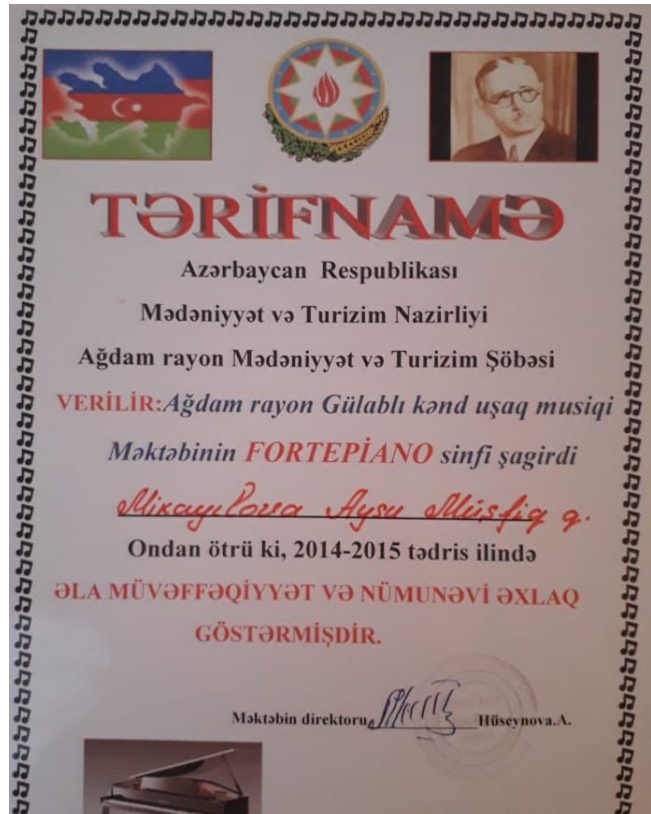 TƏRİFNAMƏ
Azərbaycan Respublikası
Mədəniyyət və Turizim Nazirliyi
Ağdam rayon Mədəniyyət və Turizim Şöbəsi
VERİLİR:Ağdam rayon Gülablı kənd uşaq musiqi
Məktəbinin FORTEPİANO sinfi şagirdi
Mikayılova Aysu Müşfiq q.
Ondan ötrü ki, 2014-2015 tədris ilində
ƏLA MÜVƏFFƏQİYYƏT VƏ NÜMUNƏVİ ƏXLAQ
GÖSTƏRMİŞDİR.
Məktəbin direktoru Hüseynova.A.